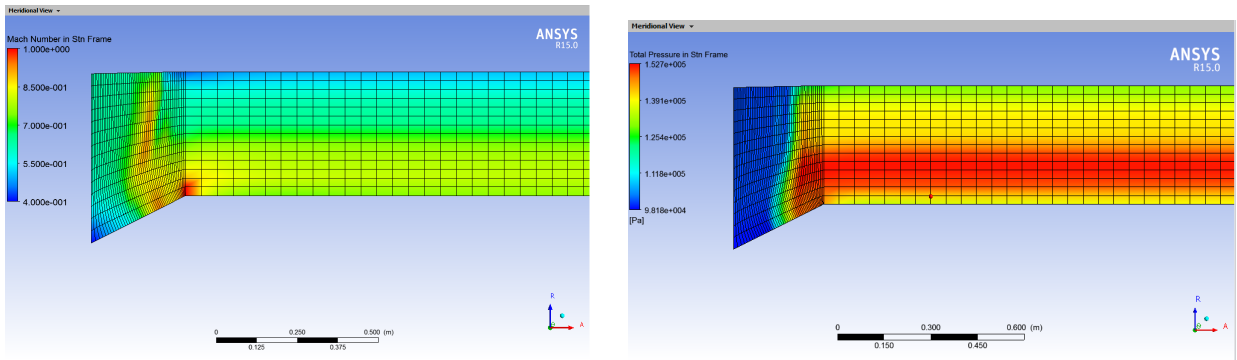 Meridional View
ANSYS
R15.0
Mach Number in Stn Frame
1.000e+000
8.500e-001
7.000e-001
5.500e-001
4.000e-001
R
A
0 0.250 0.500 (m)
0.125 0.375
Meridional View
ANSYS
R15.0
Total Pressure in Stn Frame
1.527e+005
1.391e+005
1.254e+005
1.118e+005
9.818e+004
[Pa]
R
A
0 0.300 0.600 (m)
0.150 0.450